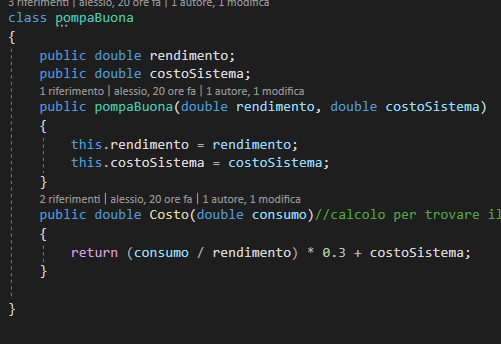 3 riferimenti | alessio, 20 ore fa | 1 autore, 1 modifica
class pompaBuona
{
public double rendimento;
public double costoSistema;
1 riferimento | alessio, 20 ore fa | 1 autore, 1 modifica
public pompaBuona(double rendimento, double costoSistema)
{
this.rendimento = rendimento;
this.costoSistema = costoSistema;
}
2 riferimenti | alessio, 20 ore fa | 1 autore, 1 modifica
public double Costo(double consumo)//calcolo per trovare il
{
return (consumo / rendimento) * 0.3 + costoSistema;
}
}